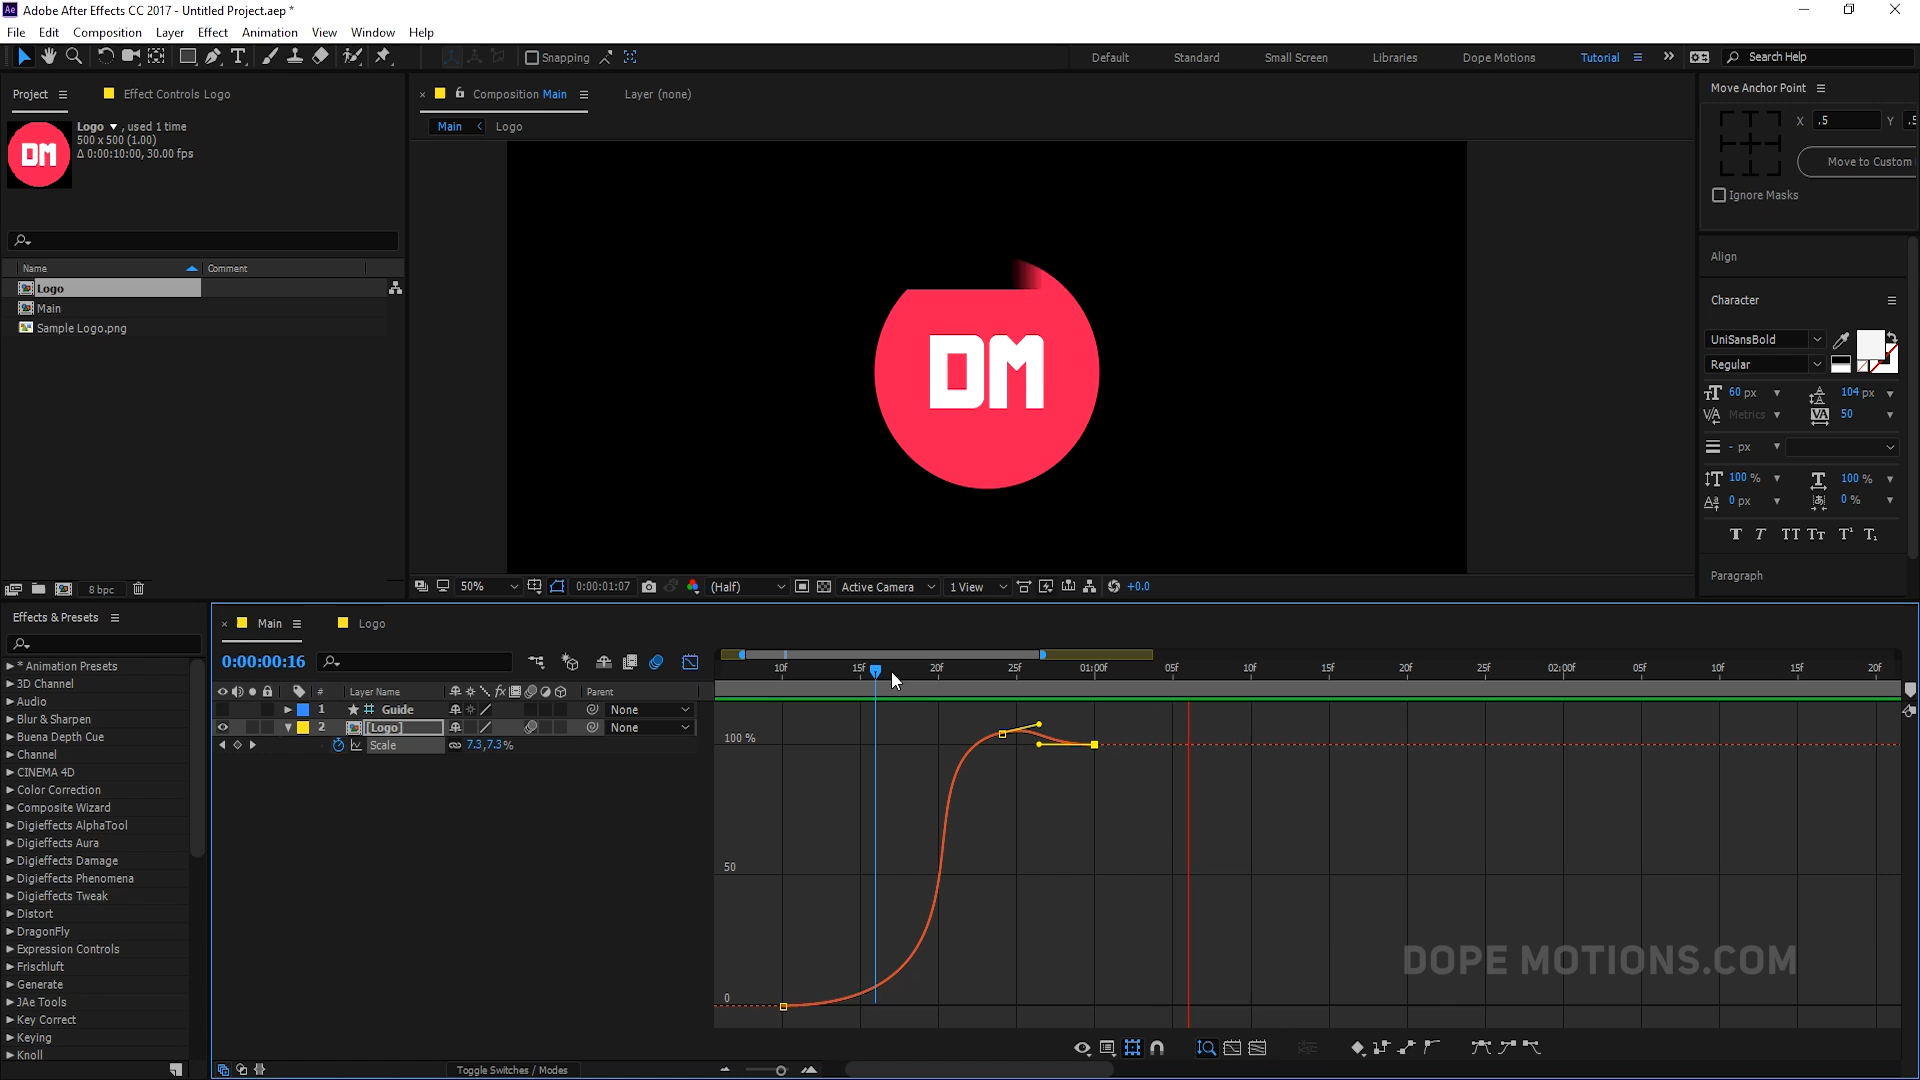 Ae Adobe After Effects CC 2017 - Untitled Project.aep *
File Edit Composition Layer Effect Animation View Window Help
Snapping
Default Standard Small Screen Libraries Dope Motions Tutorial
Search Help
Project
Effect Controls Logo
Logo , used 1 time
500 x 500 (1.00)
Δ 0:00:10:00, 30.00 fps
DM
Name Comment
Logo
Main
Sample Logo.png
8 bpc
Composition Main
Layer (none)
Main Logo
DM
50%
0:00:01:07
(Half)
Active Camera
1 View
+0.0
Move Anchor Point
X .5 Y .5
Move to Custom
Ignore Masks
Align
Character
UniSansBold
Regular
60 px 104 px
Metrics 50
- px
100 % 100 %
0 px 0 %
Paragraph
Effects & Presets
* Animation Presets
3D Channel
Audio
Blur & Sharpen
Buena Depth Cue
Channel
CINEMA 4D
Color Correction
Composite Wizard
Digieffects AlphaTool
Digieffects Aura
Digieffects Damage
Digieffects Phenomena
Digieffects Tweak
Distort
DragonFly
Expression Controls
Frischluft
Generate
JAe Tools
Key Correct
Keying
Knoll
Main
Logo
0:00:00:16
# Layer Name fx Parent
1 Guide None
2 [Logo] None
Scale 7.3,7.3%
10f 15f 20f 25f 01:00f 05f 10f 15f 20f 25f 02:00f 05f 10f 15f 20f
100 %
50
0
DOPE MOTIONS.COM
Toggle Switches / Modes